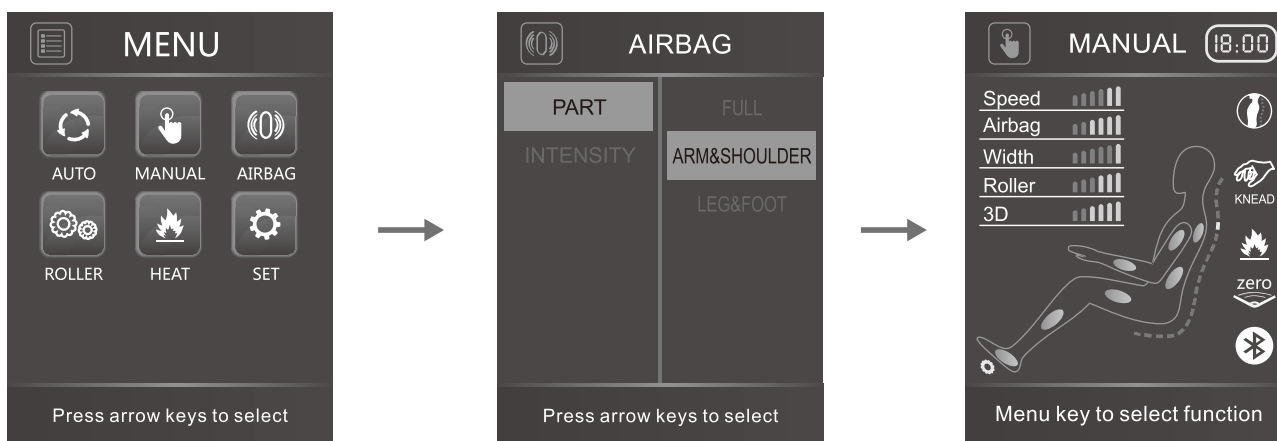 MENU
AUTO MANUAL AIRBAG
ROLLER HEAT SET
Press arrow keys to select
AIRBAG
PART
INTENSITY
FULL
ARM&SHOULDER
LEG&FOOT
Press arrow keys to select
MANUAL 18:00
Speed
Airbag
Width
Roller
3D
KNEAD
zero
Menu key to select function